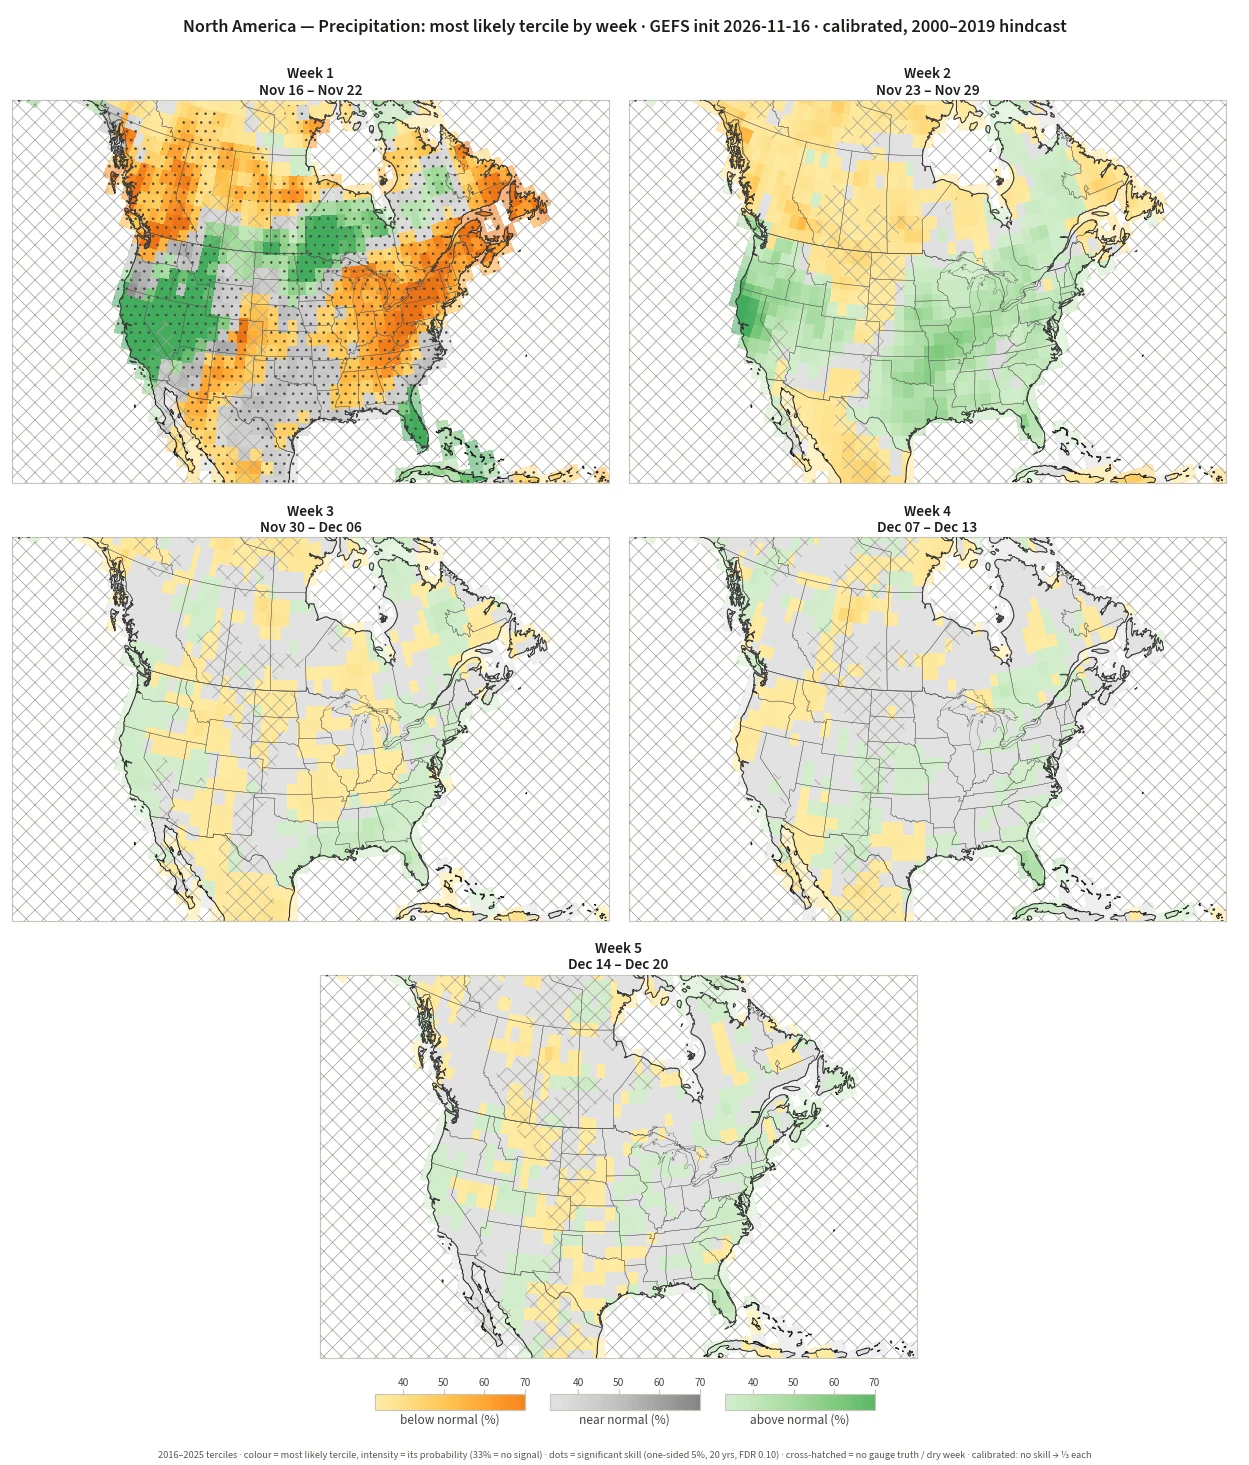 North America — Precipitation: most likely tercile by week · GEFS init 2026-11-16 · calibrated, 2000–2019 hindcast
Week 1
Nov 16 – Nov 22
Week 2
Nov 23 – Nov 29
Week 3
Nov 30 – Dec 06
Week 4
Dec 07 – Dec 13
Week 5
Dec 14 – Dec 20
40 50 60 70
40 50 60 70
40 50 60 70
below normal (%)
near normal (%)
above normal (%)
2016–2025 terciles · colour = most likely tercile, intensity = its probability (33% = no signal) · dots = significant skill (one-sided 5%, 20 yrs, FDR 0.10) · cross-hatched = no gauge truth / dry week · calibrated: no skill → ⅓ each